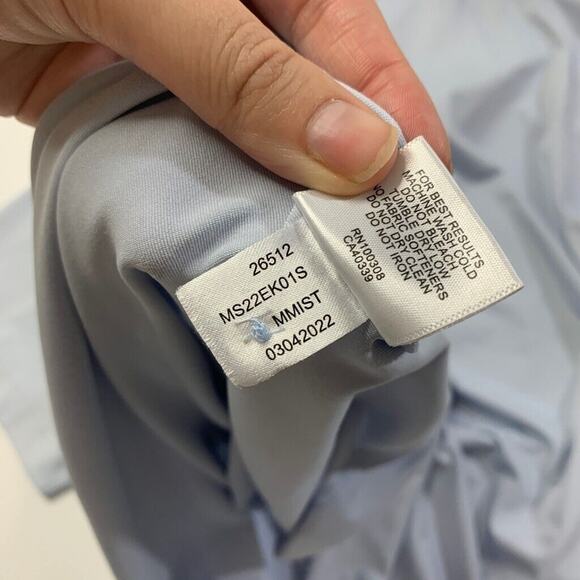 26512
MS22EK01S
MMIST
03042022
FOR BEST RESULTS
MACHINE WASH COLD
DO NOT BLEACH
TUMBLE DRY LOW
NO FABRIC SOFTENERS
DO NOT DRY CLEAN
DO NOT IRON
RN100308
CA40339